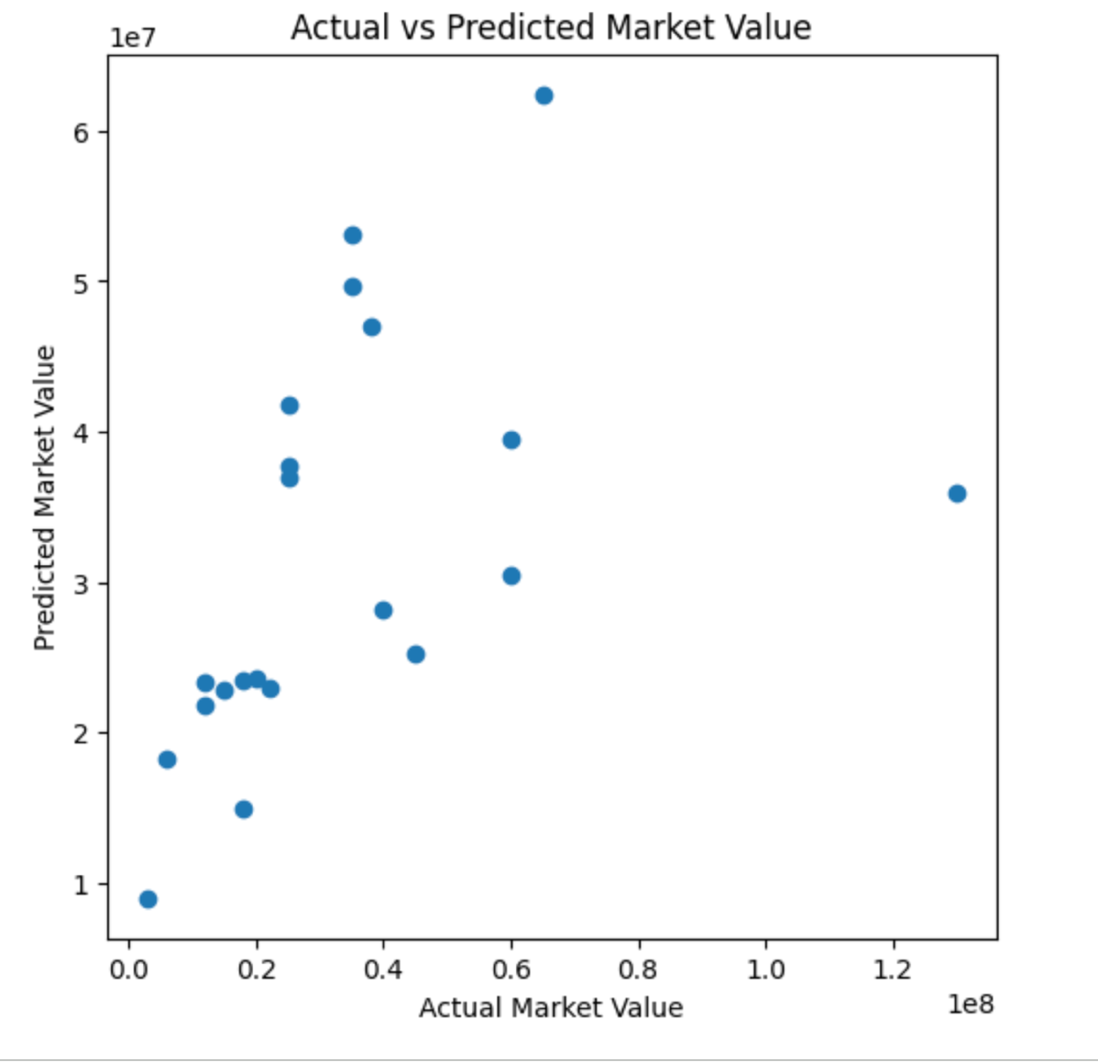 Actual vs Predicted Market Value
1e7
6
5
4
3
2
1
Predicted Market Value
0.0 0.2 0.4 0.6 0.8 1.0 1.2
1e8
Actual Market Value